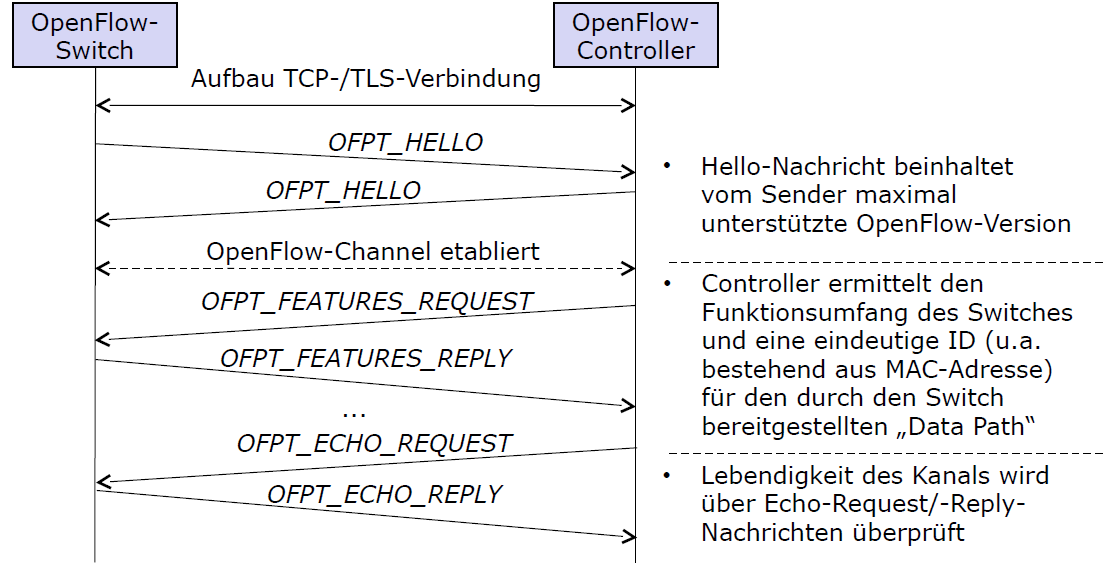 OpenFlow-
Switch
OpenFlow-
Controller
Aufbau TCP-/TLS-Verbindung
OFPT_HELLO
OFPT_HELLO
• Hello-Nachricht beinhaltet
vom Sender maximal
unterstützte OpenFlow-Version
OpenFlow-Channel etabliert
OFPT_FEATURES_REQUEST
OFPT_FEATURES_REPLY
• Controller ermittelt den
Funktionsumfang des Switches
und eine eindeutige ID (u.a.
bestehend aus MAC-Adresse)
für den durch den Switch
bereitgestellten „Data Path“
...
OFPT_ECHO_REQUEST
OFPT_ECHO_REPLY
• Lebendigkeit des Kanals wird
über Echo-Request/-Reply-
Nachrichten überprüft